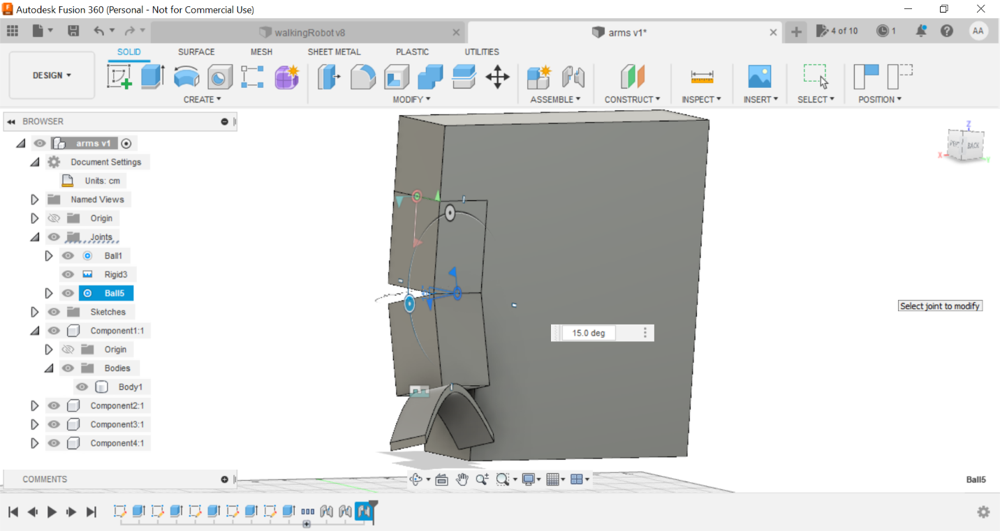 Autodesk Fusion 360 (Personal - Not for Commercial Use)
walkingRobot v8
arms v1*
4 of 10
1
AA
DESIGN
SOLID
SURFACE
MESH
SHEET METAL
PLASTIC
UTILITIES
CREATE
MODIFY
ASSEMBLE
CONSTRUCT
INSPECT
INSERT
SELECT
POSITION
BROWSER
arms v1
Document Settings
Units: cm
Named Views
Origin
Joints
Ball1
Rigid3
Ball5
Sketches
Component1:1
Origin
Bodies
Body1
Component2:1
Component3:1
Component4:1
Z
BACK
X
Y
Select joint to modify
15.0 deg
COMMENTS
Ball5